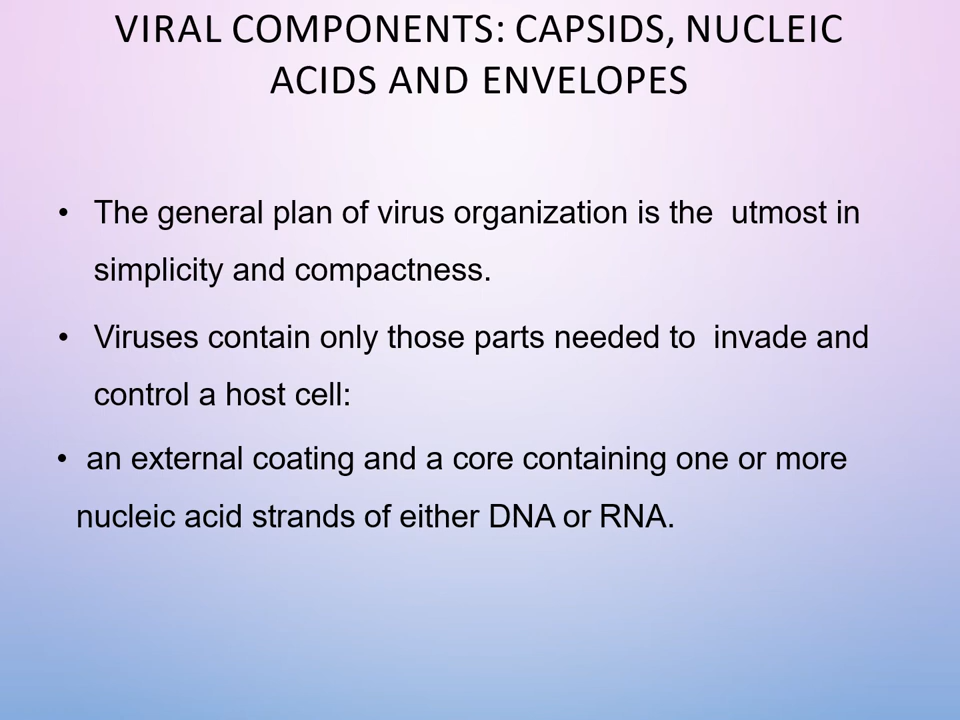 VIRAL COMPONENTS: CAPSIDS, NUCLEIC
ACIDS AND ENVELOPES
• The general plan of virus organization is the utmost in
simplicity and compactness.
• Viruses contain only those parts needed to invade and
control a host cell:
• an external coating and a core containing one or more
nucleic acid strands of either DNA or RNA.